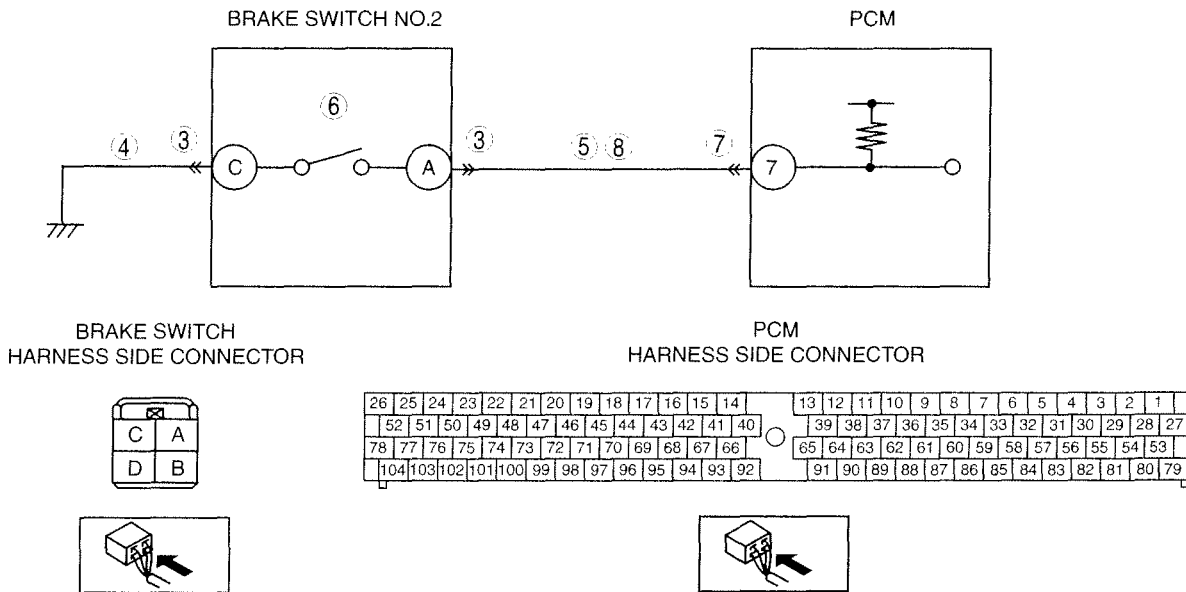 BRAKE SWITCH NO.2
PCM
4 3 C 6 A 3 5 8 7 7
BRAKE SWITCH
HARNESS SIDE CONNECTOR
C A
D B
PCM
HARNESS SIDE CONNECTOR
26 25 24 23 22 21 20 19 18 17 16 15 14 13 12 11 10 9 8 7 6 5 4 3 2 1
52 51 50 49 48 47 46 45 44 43 42 41 40 39 38 37 36 35 34 33 32 31 30 29 28 27
78 77 76 75 74 73 72 71 70 69 68 67 66 65 64 63 62 61 60 59 58 57 56 55 54 53
104 103 102 101 100 99 98 97 96 95 94 93 92 91 90 89 88 87 86 85 84 83 82 81 80 79